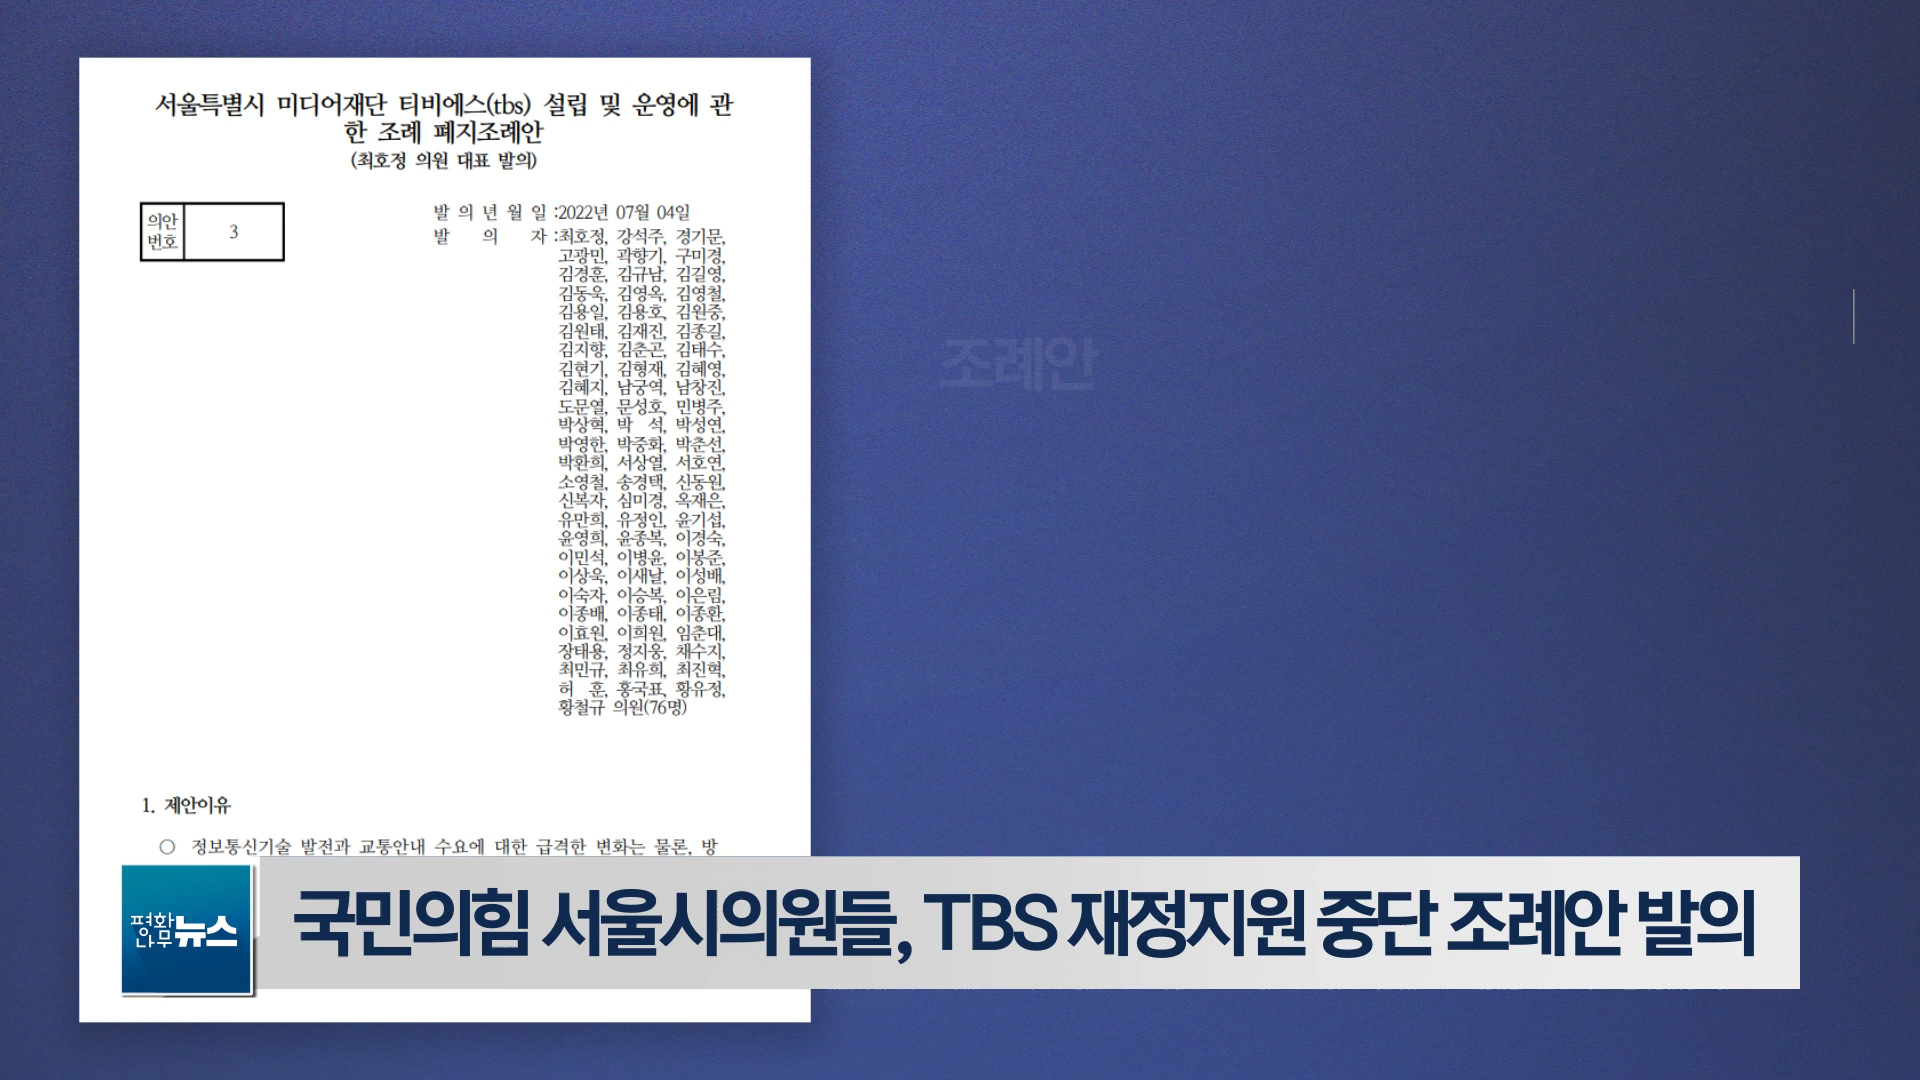 서울특별시 미디어재단 티비에스(tbs) 설립 및 운영에 관
한 조례 폐지조례안
(최호정 의원 대표 발의)
의안
번호
3
발 의 년 월 일 :2022년 07월 04일
발 의 자 :최호정, 강석주, 경기문,
고광민, 곽향기, 구미경,
김경훈, 김규남, 김길영,
김동욱, 김영옥, 김영철,
김용일, 김용호, 김원중,
김원태, 김재진, 김종길,
김지향, 김춘곤, 김태수,
김현기, 김형재, 김혜영,
김혜지, 남궁역, 남창진,
도문열, 문성호, 민병주,
박상혁, 박 석, 박성연,
박영한, 박중화, 박춘선,
박환희, 서상열, 서호연,
소영철, 송경택, 신동원,
신복자, 심미경, 옥재은,
유만희, 유정인, 윤기섭,
윤영희, 윤종복, 이경숙,
이민석, 이병윤, 이봉준,
이상욱, 이새날, 이성배,
이숙자, 이승복, 이은림,
이종배, 이종태, 이종환,
이효원, 이희원, 임춘대,
장태용, 정지웅, 채수지,
최민규, 최유희, 최진혁,
허 훈, 홍국표, 황유정,
황철규 의원(76명)
1. 제안이유
○ 정보통신기술 발전과 교통안내 수요에 대한 급격한 변화는 물론, 방
조례안
평화
나무 뉴스
국민의힘 서울시의원들, TBS 재정지원 중단 조례안 발의